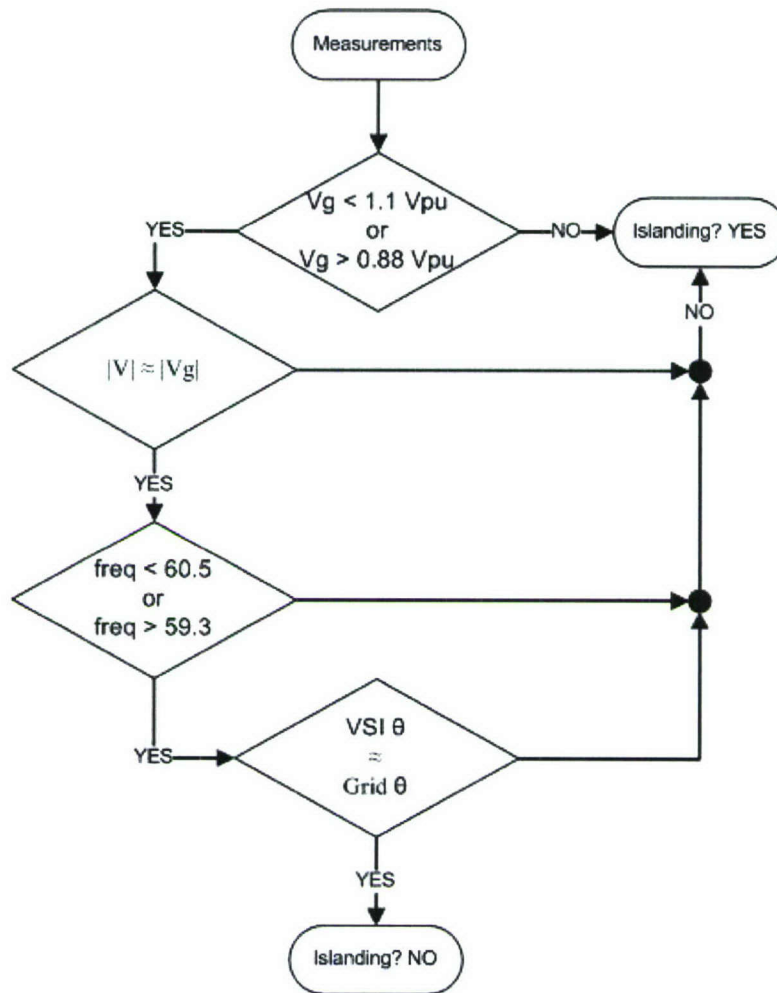 Measurements
Vg < 1.1 Vpu
or
Vg > 0.88 Vpu
YES
NO
Islanding? YES
NO
|V| ≈ |Vg|
YES
freq < 60.5
or
freq > 59.3
YES
VSI θ
≈
Grid θ
YES
Islanding? NO